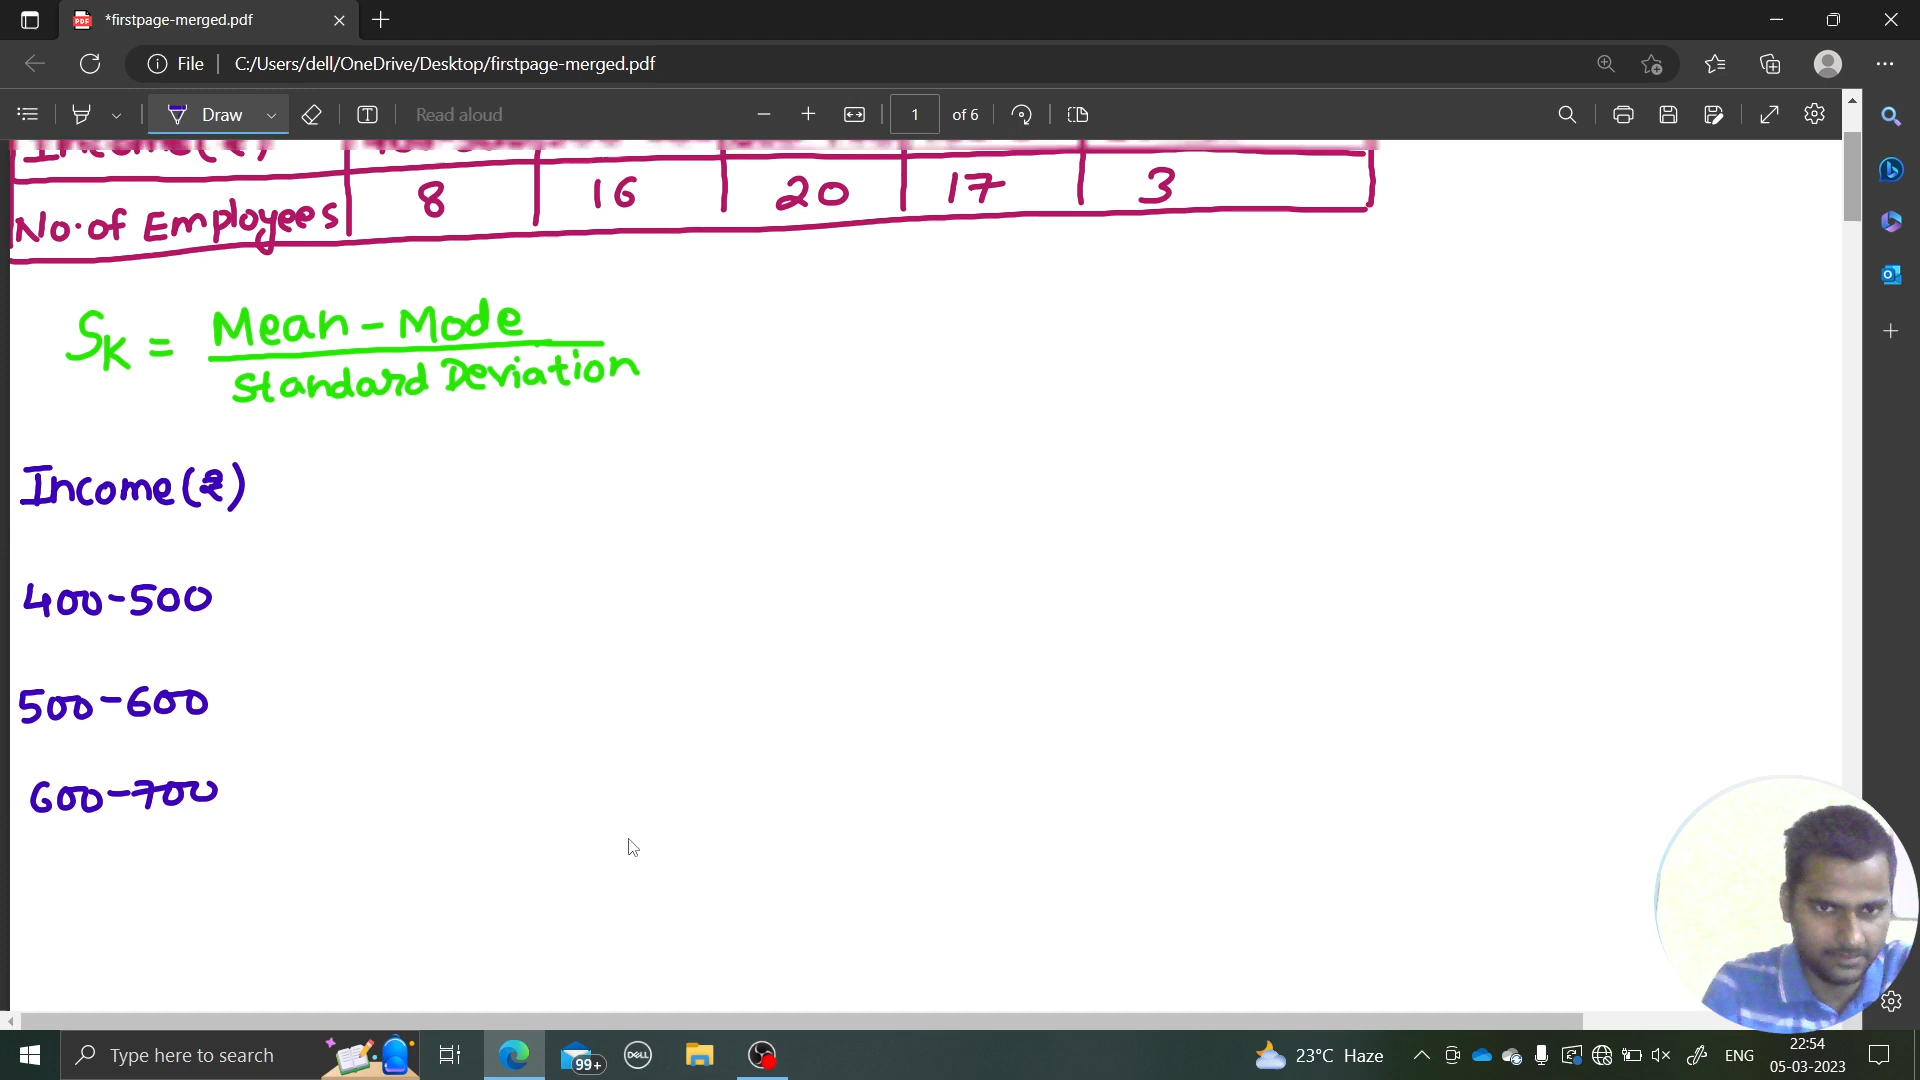 *firstpage-merged.pdf
File C:/Users/dell/OneDrive/Desktop/firstpage-merged.pdf
Draw Read aloud 1 of 6
Income(₹)
No. of Employees 8 16 20 17 3
SK = Mean - Mode
Standard Deviation
Income(₹)
400-500
500-600
600-700
Type here to search 99+ DELL 23°C Haze ENG 22:54
05-03-2023